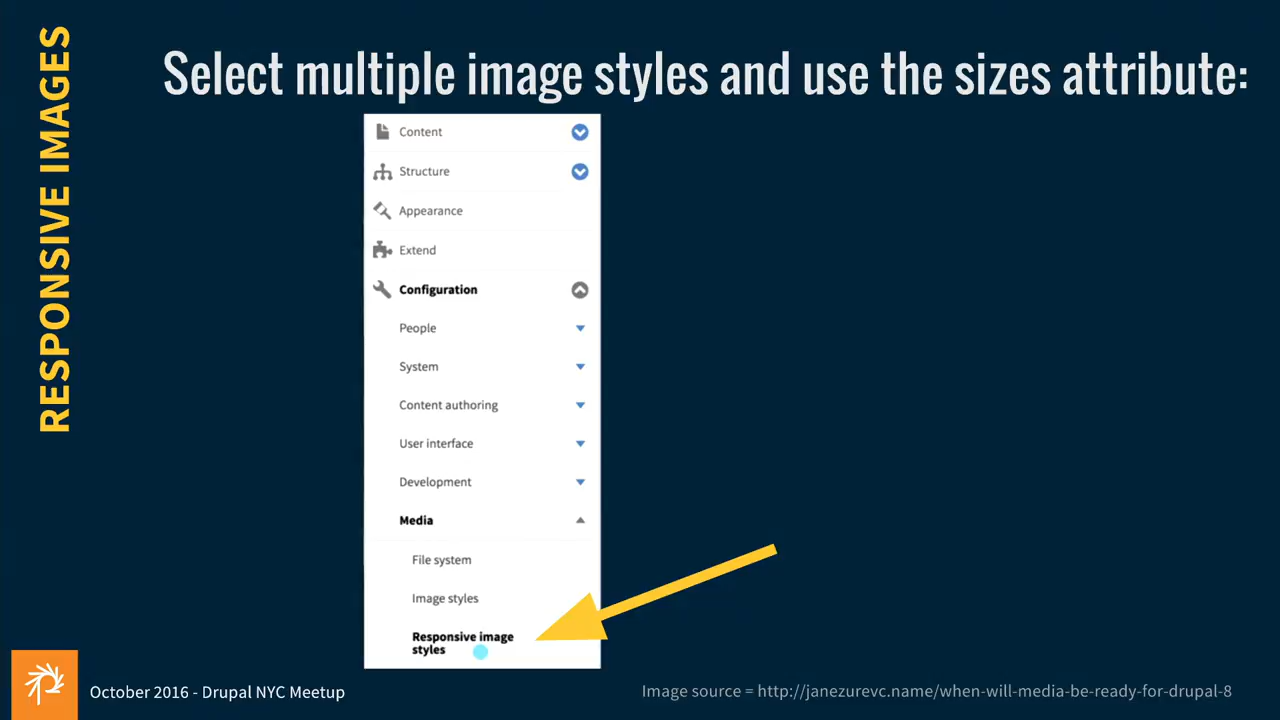 RESPONSIVE IMAGES
Select multiple image styles and use the sizes attribute:
Content
Structure
Appearance
Extend
Configuration
People
System
Content authoring
User interface
Development
Media
File system
Image styles
Responsive image
styles
October 2016 - Drupal NYC Meetup
Image source = http://janezurevc.name/when-will-media-be-ready-for-drupal-8